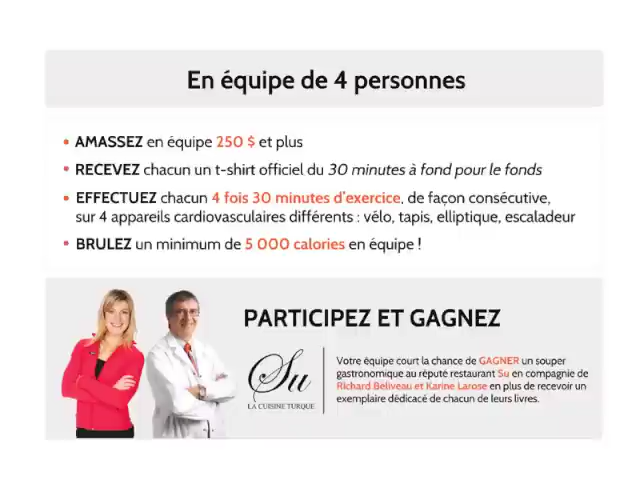 En équipe de 4 personnes
• AMASSEZ en équipe 250 $ et plus
• RECEVEZ chacun un t-shirt officiel du 30 minutes à fond pour le fonds
• EFFECTUEZ chacun 4 fois 30 minutes d'exercice, de façon consécutive,
sur 4 appareils cardiovasculaires différents : vélo, tapis, elliptique, escaladeur
• BRULEZ un minimum de 5 000 calories en équipe !
PARTICIPEZ ET GAGNEZ
Su
LA CUISINE TURQUE
Votre équipe court la chance de GAGNER un souper
gastronomique au réputé restaurant Su en compagnie de
Richard Béliveau et Karine Larose en plus de recevoir un
exemplaire dédicacé de chacun de leurs livres.